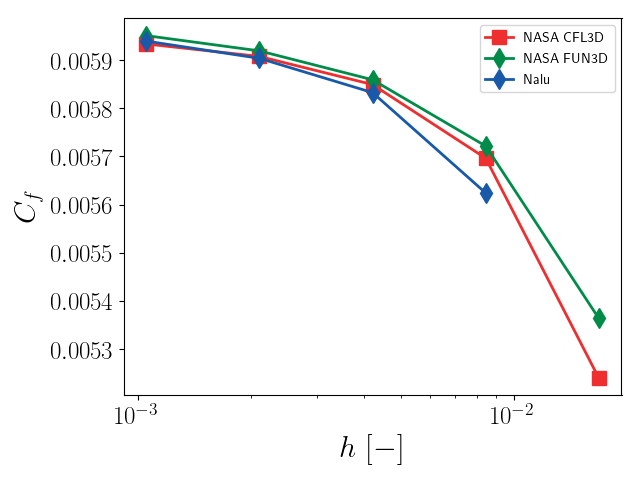 NASA CFL3D
NASA FUN3D
Nalu
0.0059
0.0058
0.0057
0.0056
0.0055
0.0054
0.0053
C_f
10^{-3}
10^{-2}
h [−]